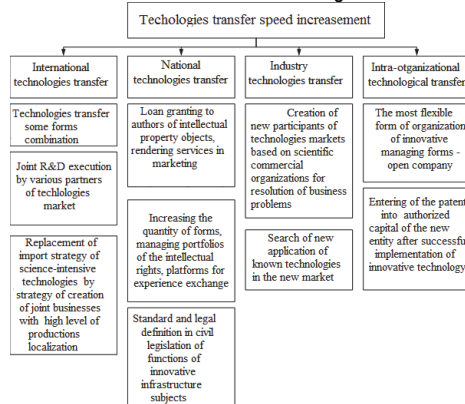 Techologies transfer speed increasement
International
technologies transfer
National
technologies transfer
Industry
technologies transfer
Intra-otganizational
technological transfer
Technologies transfer
some forms
combination
Joint R&D execution
by various partners
of techlologies
market
Replacement of
import strategy of
science-intensive
technologies by
strategy of creation
of joint businesses
with high level of
productions
localization
Loan granting to
authors of intellectual
property objects,
rendering services in
marketing
Increasing the
quantity of forms,
managing portfolios
of the intellectual
rights, platforms for
experience exchange
Standard and legal
definition in civil
legislation of
functions of
innovative
infrastructure
subjects
Creation of
new participants of
technologies markets
based on scientific
commercial
organizations for
resolution of business
problems
Search of new
application of
known technologies
in the new market
The most flexible
form of organization
of innovative
managing forms -
open company
Entering of the patent
into authorized
capital of the new
entity after successful
implementation of
innovative technology